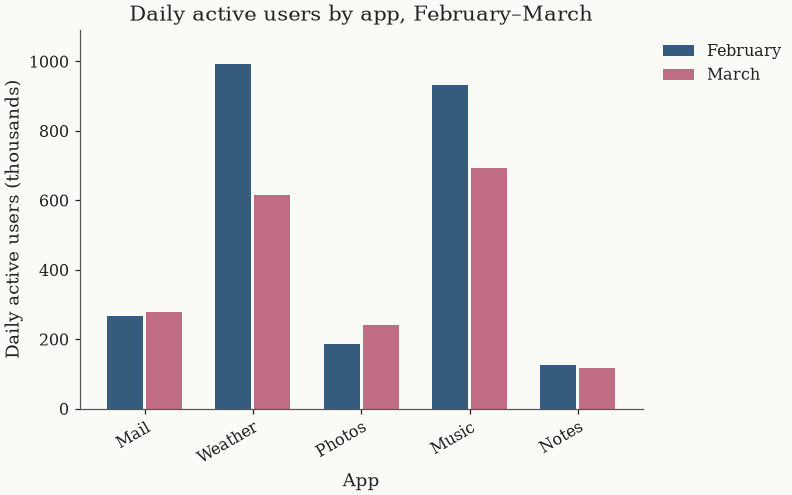 Daily active users by app, February–March
Daily active users (thousands)
1000
800
600
400
200
0
Mail
Weather
Photos
Music
Notes
App
February
March